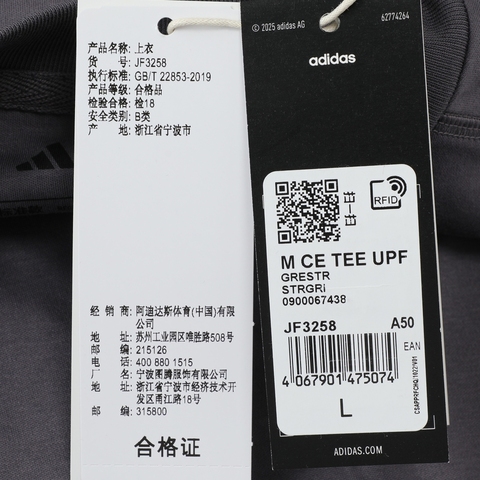 产品名称: 上衣
货 号: JF3258
执行标准: GB/T 22853-2019
产品等级: 合格品
检验合格: 检18
安全类别: B类
产 地: 浙江省宁波市
经 销 商: 阿迪达斯体育(中国)有限公司
地 址: 苏州工业园区唯胜路508号
邮 编: 215126
电 话: 400 880 1515
厂 名: 宁波图腾服饰有限公司
地 址: 浙江省宁波市经济技术开
发区甬江路18号
邮 编: 315800
合格证
© 2025 adidas AG
62774264
adidas
RFID
M CE TEE UPF
GRESTR
STRGRI
0900067438
JF3258 A50
EAN
4 067901 475074
L
ADIDAS.COM